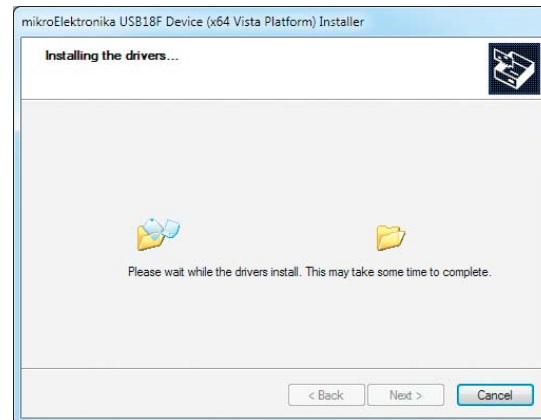 mikroElektronika USB18F Device (x64 Vista Platform) Installer
Installing the drivers...
Please wait while the drivers install. This may take some time to complete.
< Back Next > Cancel